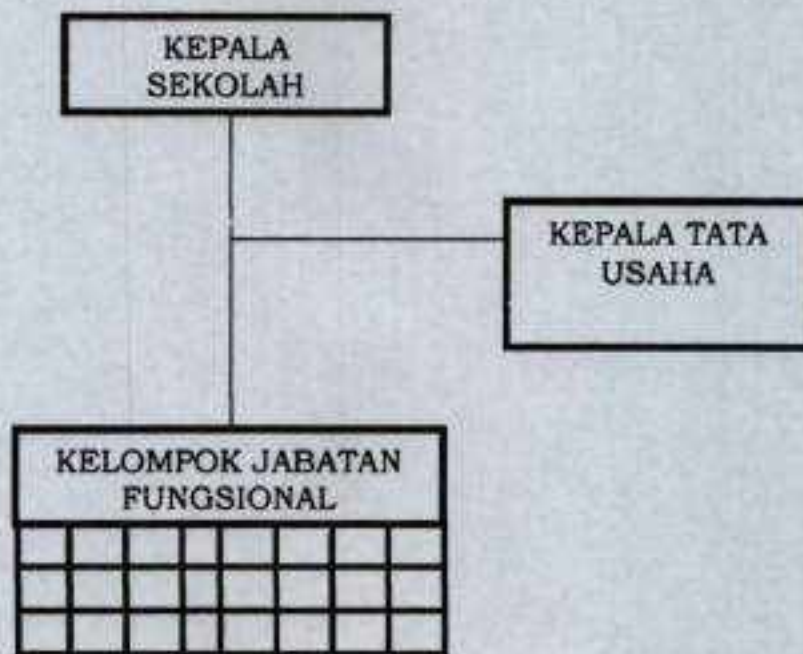 KEPALA
SEKOLAH
KEPALA TATA
USAHA
KELOMPOK JABATAN
FUNGSIONAL